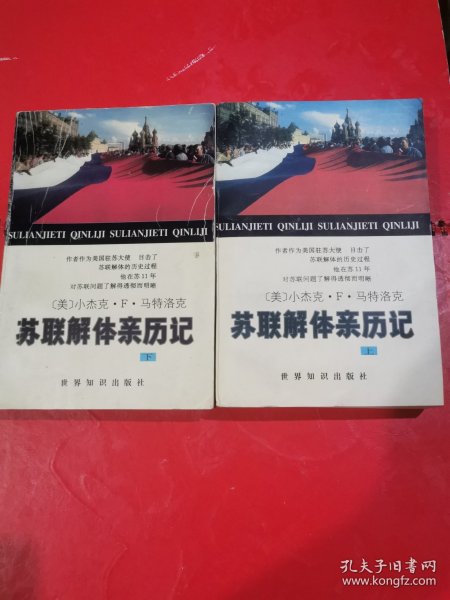 SULIANJIETI QINLIJI SULIANJIETI QINLIJI
作者作为美国驻苏大使 目击了
苏联解体的历史过程
他在苏11年
对苏联问题了解得透彻而明晰
〔美〕小杰克·F·马特洛克
苏联解体亲历记
下
世界知识出版社
SULIANJIETI QINLIJI SULIANJIETI QINLIJI
作者作为美国驻苏大使 目击了
苏联解体的历史过程
他在苏11年
对苏联问题了解得透彻而明晰
〔美〕小杰克·F·马特洛克
苏联解体亲历记
上
世界知识出版社
孔夫子旧书网
www.kongfz.com